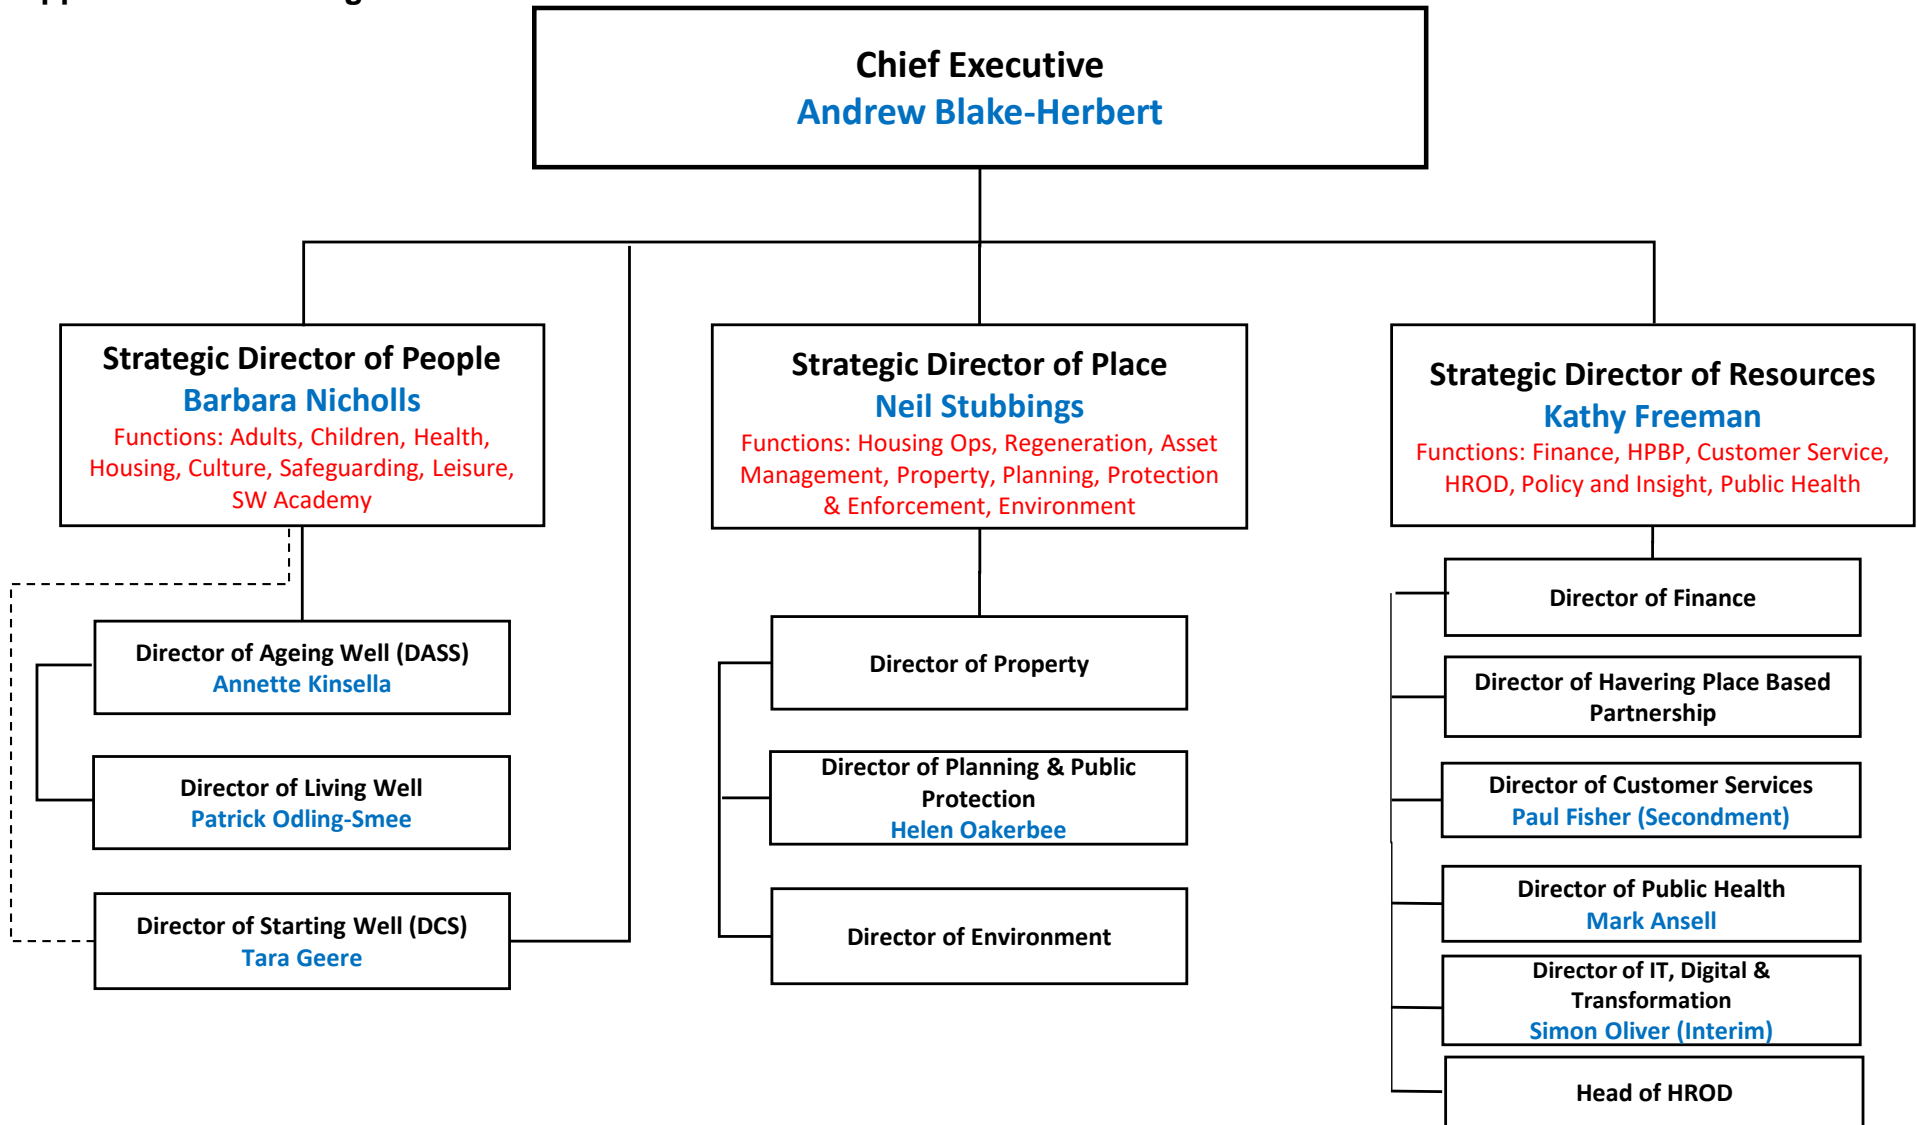 Chief Executive
Andrew Blake-Herbert
Strategic Director of People
Barbara Nicholls
Functions: Adults, Children, Health,
Housing, Culture, Safeguarding, Leisure,
SW Academy
Strategic Director of Place
Neil Stubbings
Functions: Housing Ops, Regeneration, Asset
Management, Property, Planning, Protection
& Enforcement, Environment
Strategic Director of Resources
Kathy Freeman
Functions: Finance, HPBP, Customer Service,
HROD, Policy and Insight, Public Health
Director of Ageing Well (DASS)
Annette Kinsella
Director of Living Well
Patrick Odling-Smee
Director of Starting Well (DCS)
Tara Geere
Director of Property
Director of Planning & Public
Protection
Helen Oakerbee
Director of Environment
Director of Finance
Director of Havering Place Based
Partnership
Director of Customer Services
Paul Fisher (Secondment)
Director of Public Health
Mark Ansell
Director of IT, Digital &
Transformation
Simon Oliver (Interim)
Head of HROD